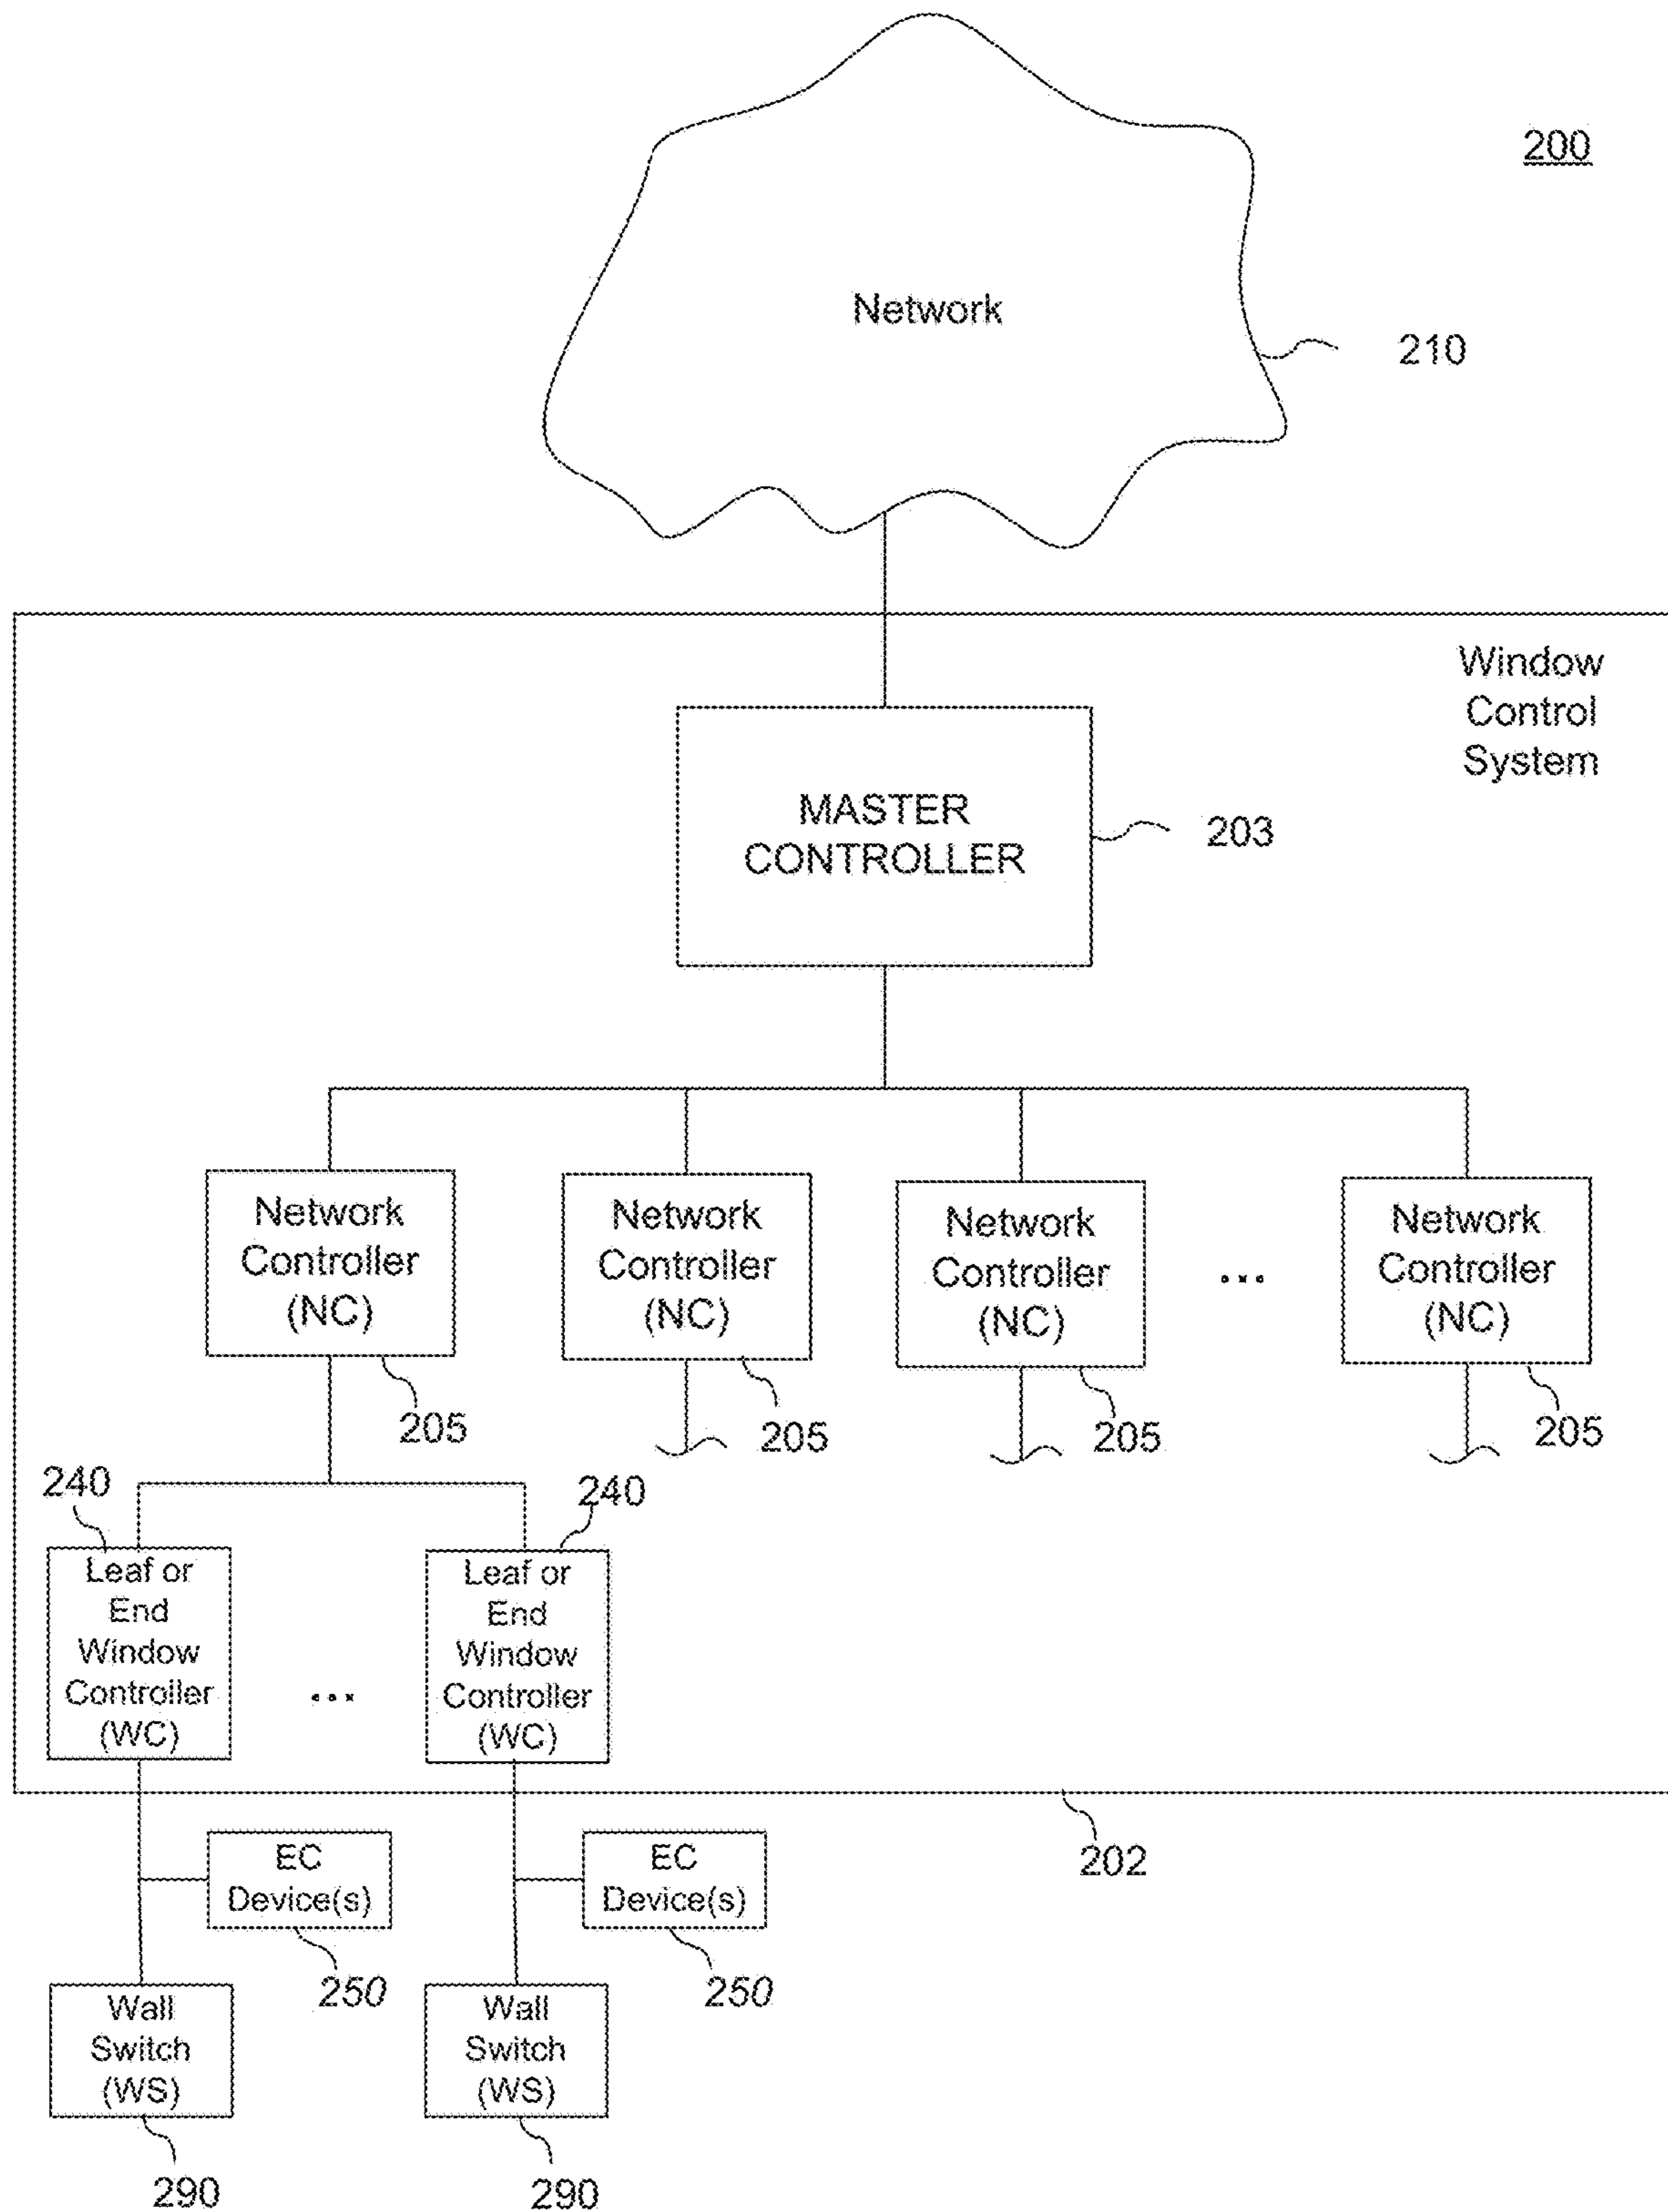 200
Network
210
Window
Control
System
MASTER
CONTROLLER
203
Network
Controller
(NC)
205
Network
Controller
(NC)
205
Network
Controller
(NC)
205
...
Network
Controller
(NC)
205
240
Leaf or
End
Window
Controller
(WC)
...
240
Leaf or
End
Window
Controller
(WC)
202
EC
Device(s)
250
EC
Device(s)
250
Wall
Switch
(WS)
290
Wall
Switch
(WS)
290